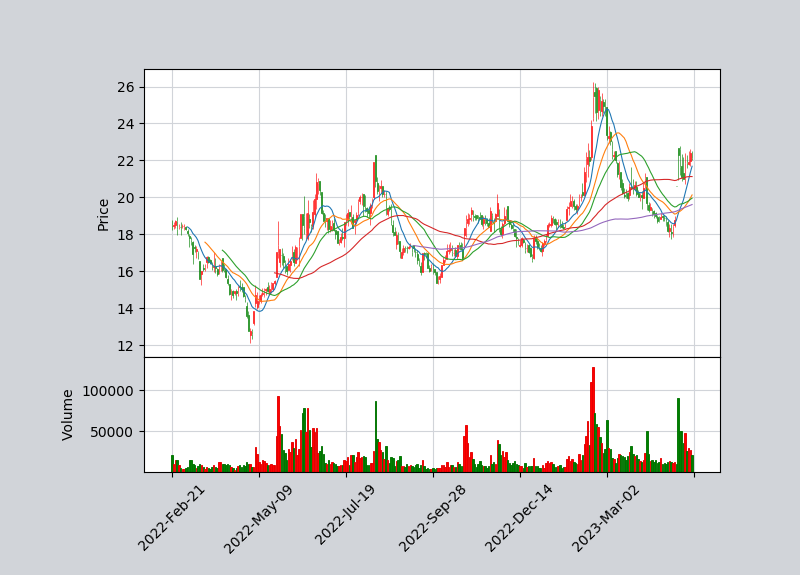 Price
26
24
22
20
18
16
14
12
Volume
100000
50000
2022-Feb-21
2022-May-09
2022-Jul-19
2022-Sep-28
2022-Dec-14
2023-Mar-02